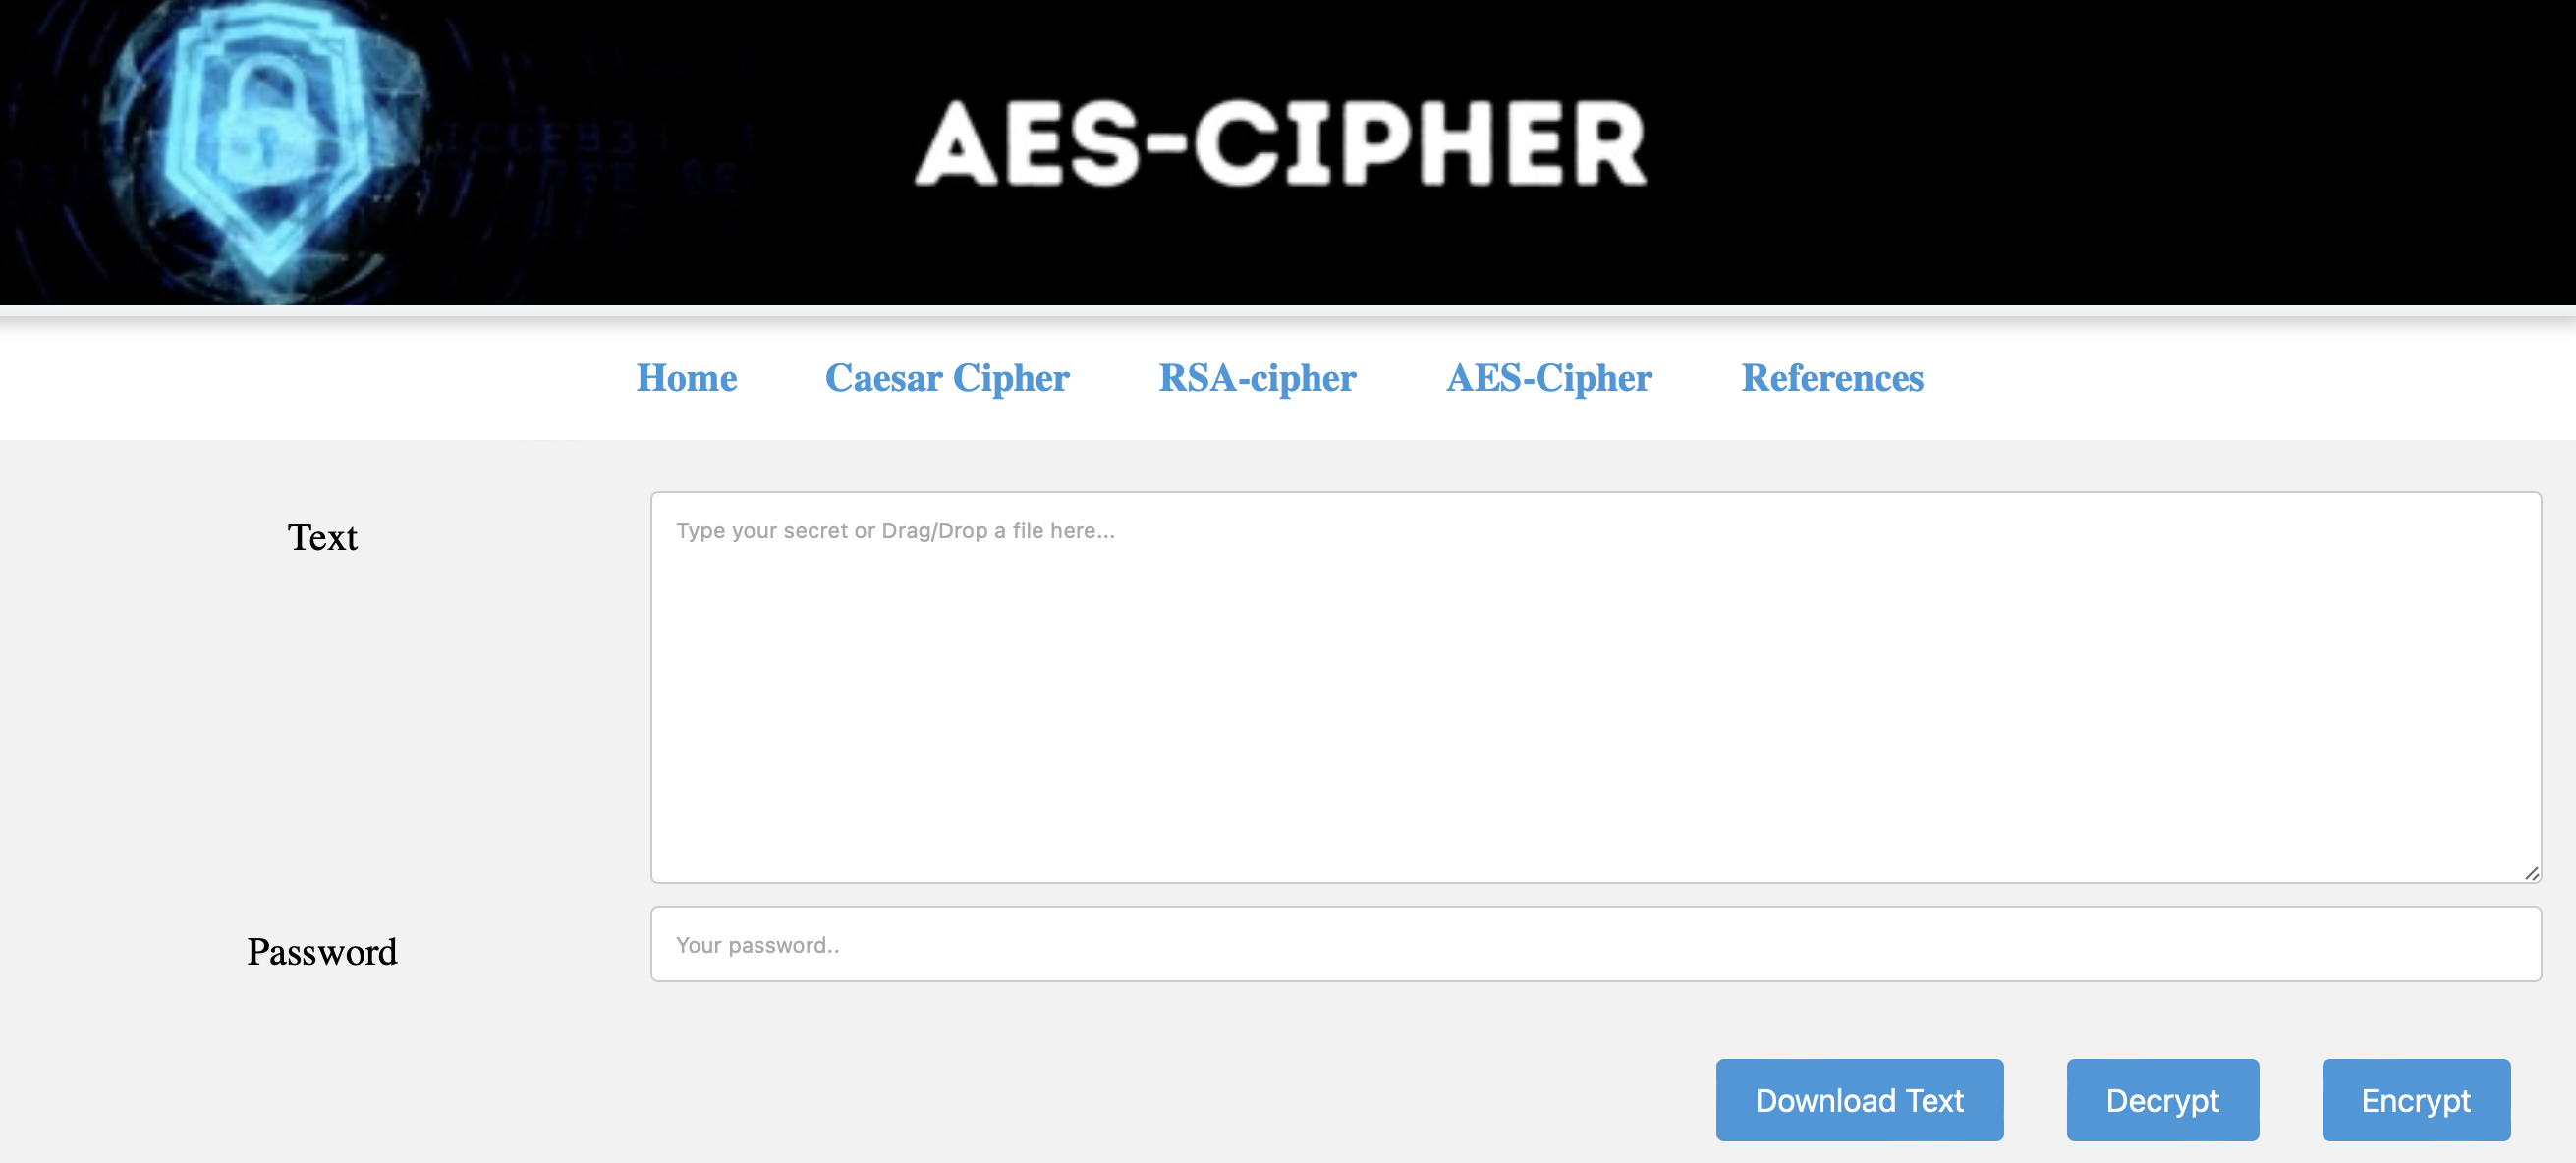 AES-CIPHER
Home Caesar Cipher RSA-cipher AES-Cipher References
Text
Type your secret or Drag/Drop a file here...
Password
Your password..
Download Text Decrypt Encrypt